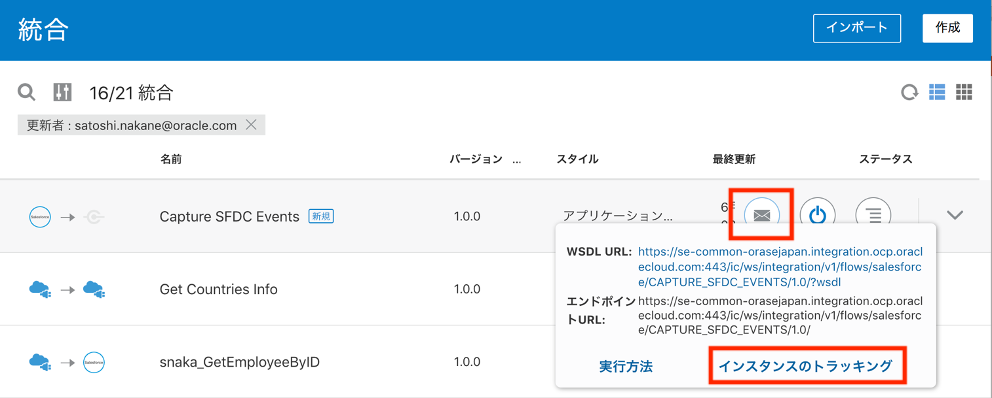 統合
インポート
作成
16/21 統合
更新者 : satoshi.nakane@oracle.com
名前 バージョン ... スタイル 最終更新 ステータス
Capture SFDC Events 新規 1.0.0 アプリケーション...
Get Countries Info 1.0.0
snaka_GetEmployeeByID 1.0.0
WSDL URL: https://se-common-orasejapan.integration.ocp.oracl
ecloud.com:443/ic/ws/integration/v1/flows/salesforc
e/CAPTURE_SFDC_EVENTS/1.0/?wsdl
エンドポイン https://se-common-orasejapan.integration.ocp.oracl
トURL: ecloud.com:443/ic/ws/integration/v1/flows/salesforc
e/CAPTURE_SFDC_EVENTS/1.0/
実行方法 インスタンスのトラッキング